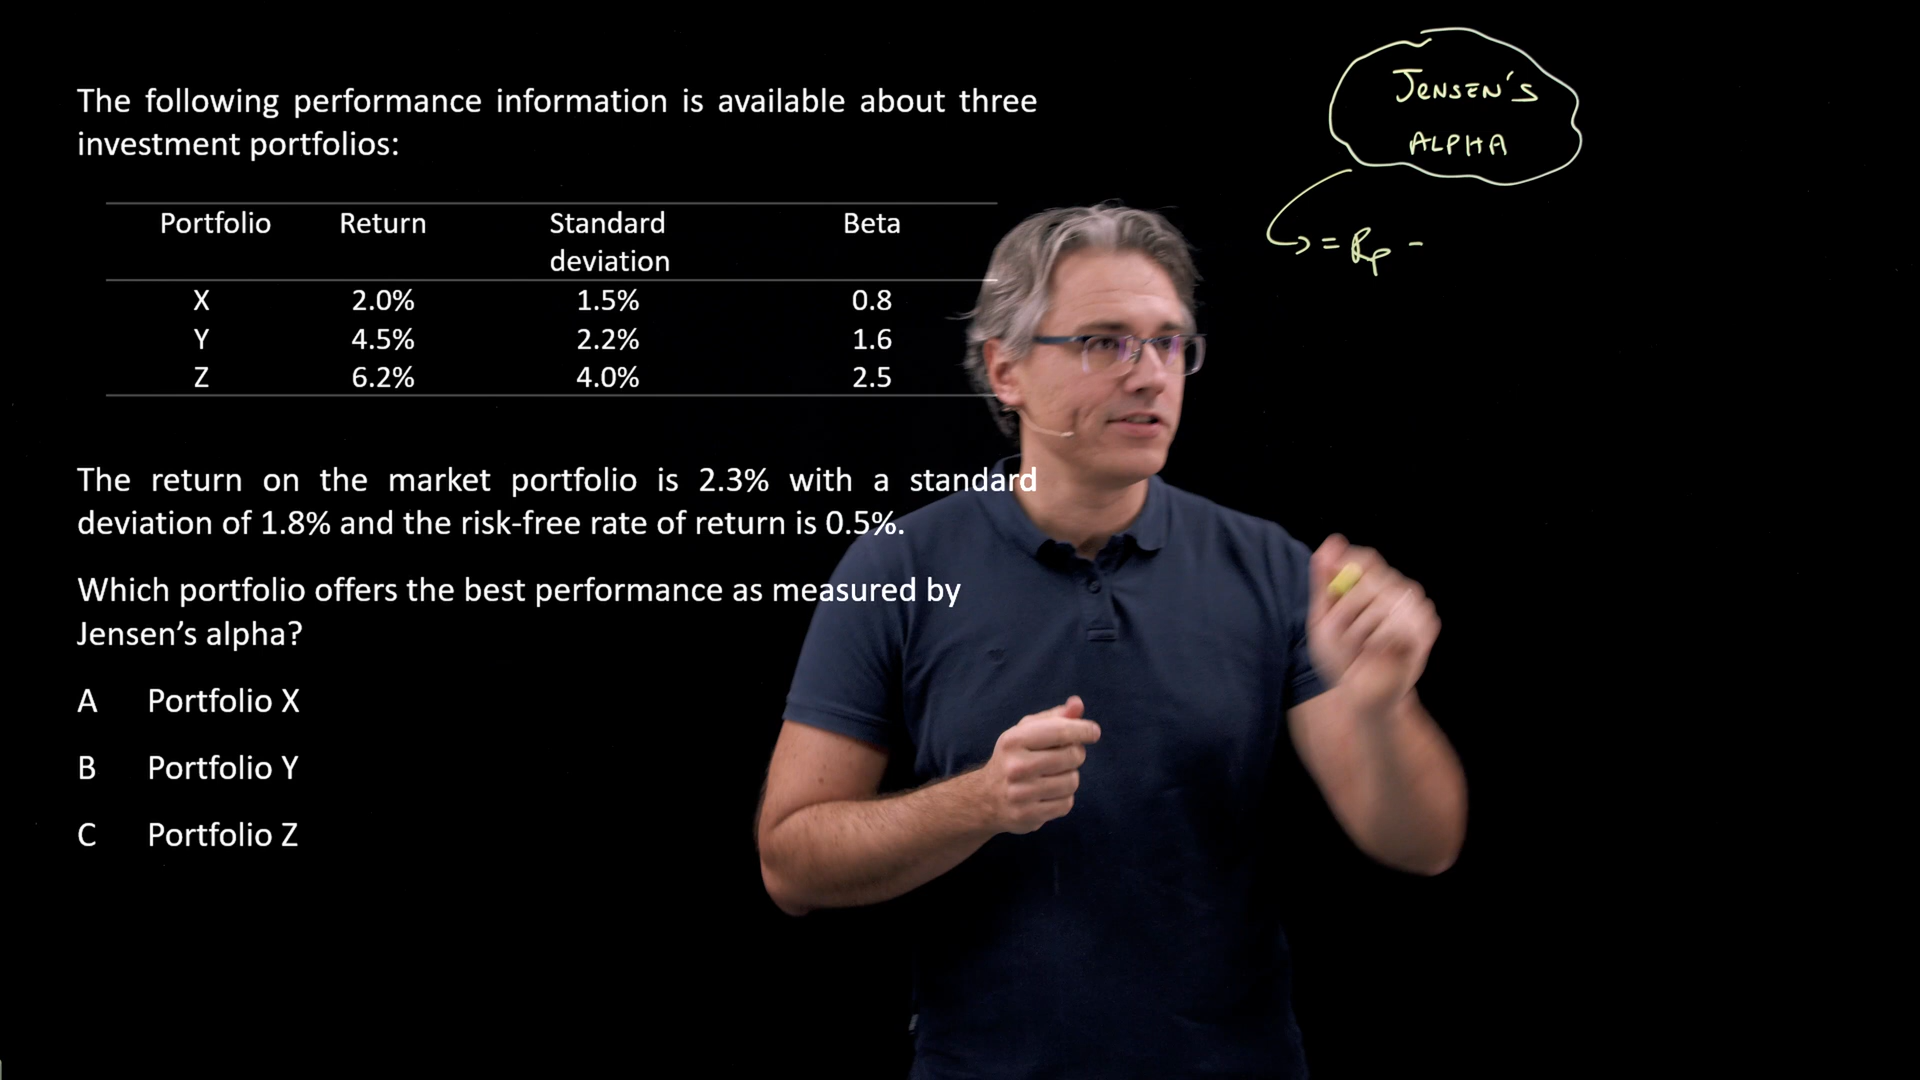 The following performance information is available about three
investment portfolios:
Portfolio Return Standard deviation Beta
X 2.0% 1.5% 0.8
Y 4.5% 2.2% 1.6
Z 6.2% 4.0% 2.5
The return on the market portfolio is 2.3% with a standard
deviation of 1.8% and the risk-free rate of return is 0.5%.
Which portfolio offers the best performance as measured by
Jensen’s alpha?
A Portfolio X
B Portfolio Y
C Portfolio Z
JENSEN'S
ALPHA
= Rp -